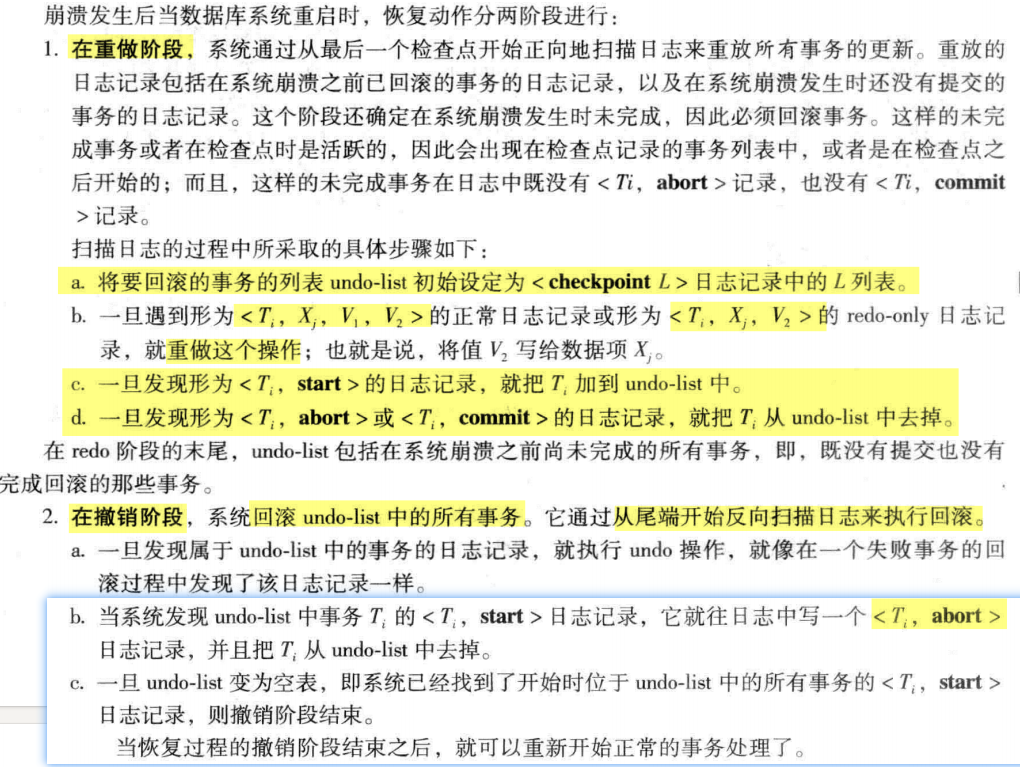 崩溃发生后当数据库系统重启时，恢复动作分两阶段进行：
1. 在重做阶段，系统通过从最后一个检查点开始正向地扫描日志来重放所有事务的更新。重放的
日志记录包括在系统崩溃之前已回滚的事务的日志记录，以及在系统崩溃发生时还没有提交的
事务的日志记录。这个阶段还确定在系统崩溃发生时未完成，因此必须回滚事务。这样的未完
成事务或者在检查点时是活跃的，因此会出现在检查点记录的事务列表中，或者是在检查点之
后开始的；而且，这样的未完成事务在日志中既没有 < Ti，abort > 记录，也没有 < Ti，commit
> 记录。
扫描日志的过程中所采取的具体步骤如下：
a. 将要回滚的事务的列表 undo-list 初始设定为 < checkpoint L > 日志记录中的 L 列表。
b. 一旦遇到形为 < Ti，Xj，V1，V2 > 的正常日志记录或形为 < Ti，Xj，V2 > 的 redo-only 日志记
录，就重做这个操作；也就是说，将值 V2 写给数据项 Xj。
c. 一旦发现形为 < Ti，start > 的日志记录，就把 Ti 加到 undo-list 中。
d. 一旦发现形为 < Ti，abort > 或 < Ti，commit > 的日志记录，就把 Ti 从 undo-list 中去掉。
在 redo 阶段的末尾，undo-list 包括在系统崩溃之前尚未完成的所有事务，即，既没有提交也没有
完成回滚的那些事务。
2. 在撤销阶段，系统回滚 undo-list 中的所有事务。它通过从尾端开始反向扫描日志来执行回滚。
a. 一旦发现属于 undo-list 中的事务的日志记录，就执行 undo 操作，就像在一个失败事务的回
滚过程中发现了该日志记录一样。
b. 当系统发现 undo-list 中事务 Ti 的 < Ti，start > 日志记录，它就往日志中写一个 < Ti，abort >
日志记录，并且把 Ti 从 undo-list 中去掉。
c. 一旦 undo-list 变为空表，即系统已经找到了开始时位于 undo-list 中的所有事务的 < Ti，start >
日志记录，则撤销阶段结束。
当恢复过程的撤销阶段结束之后，就可以重新开始正常的事务处理了。